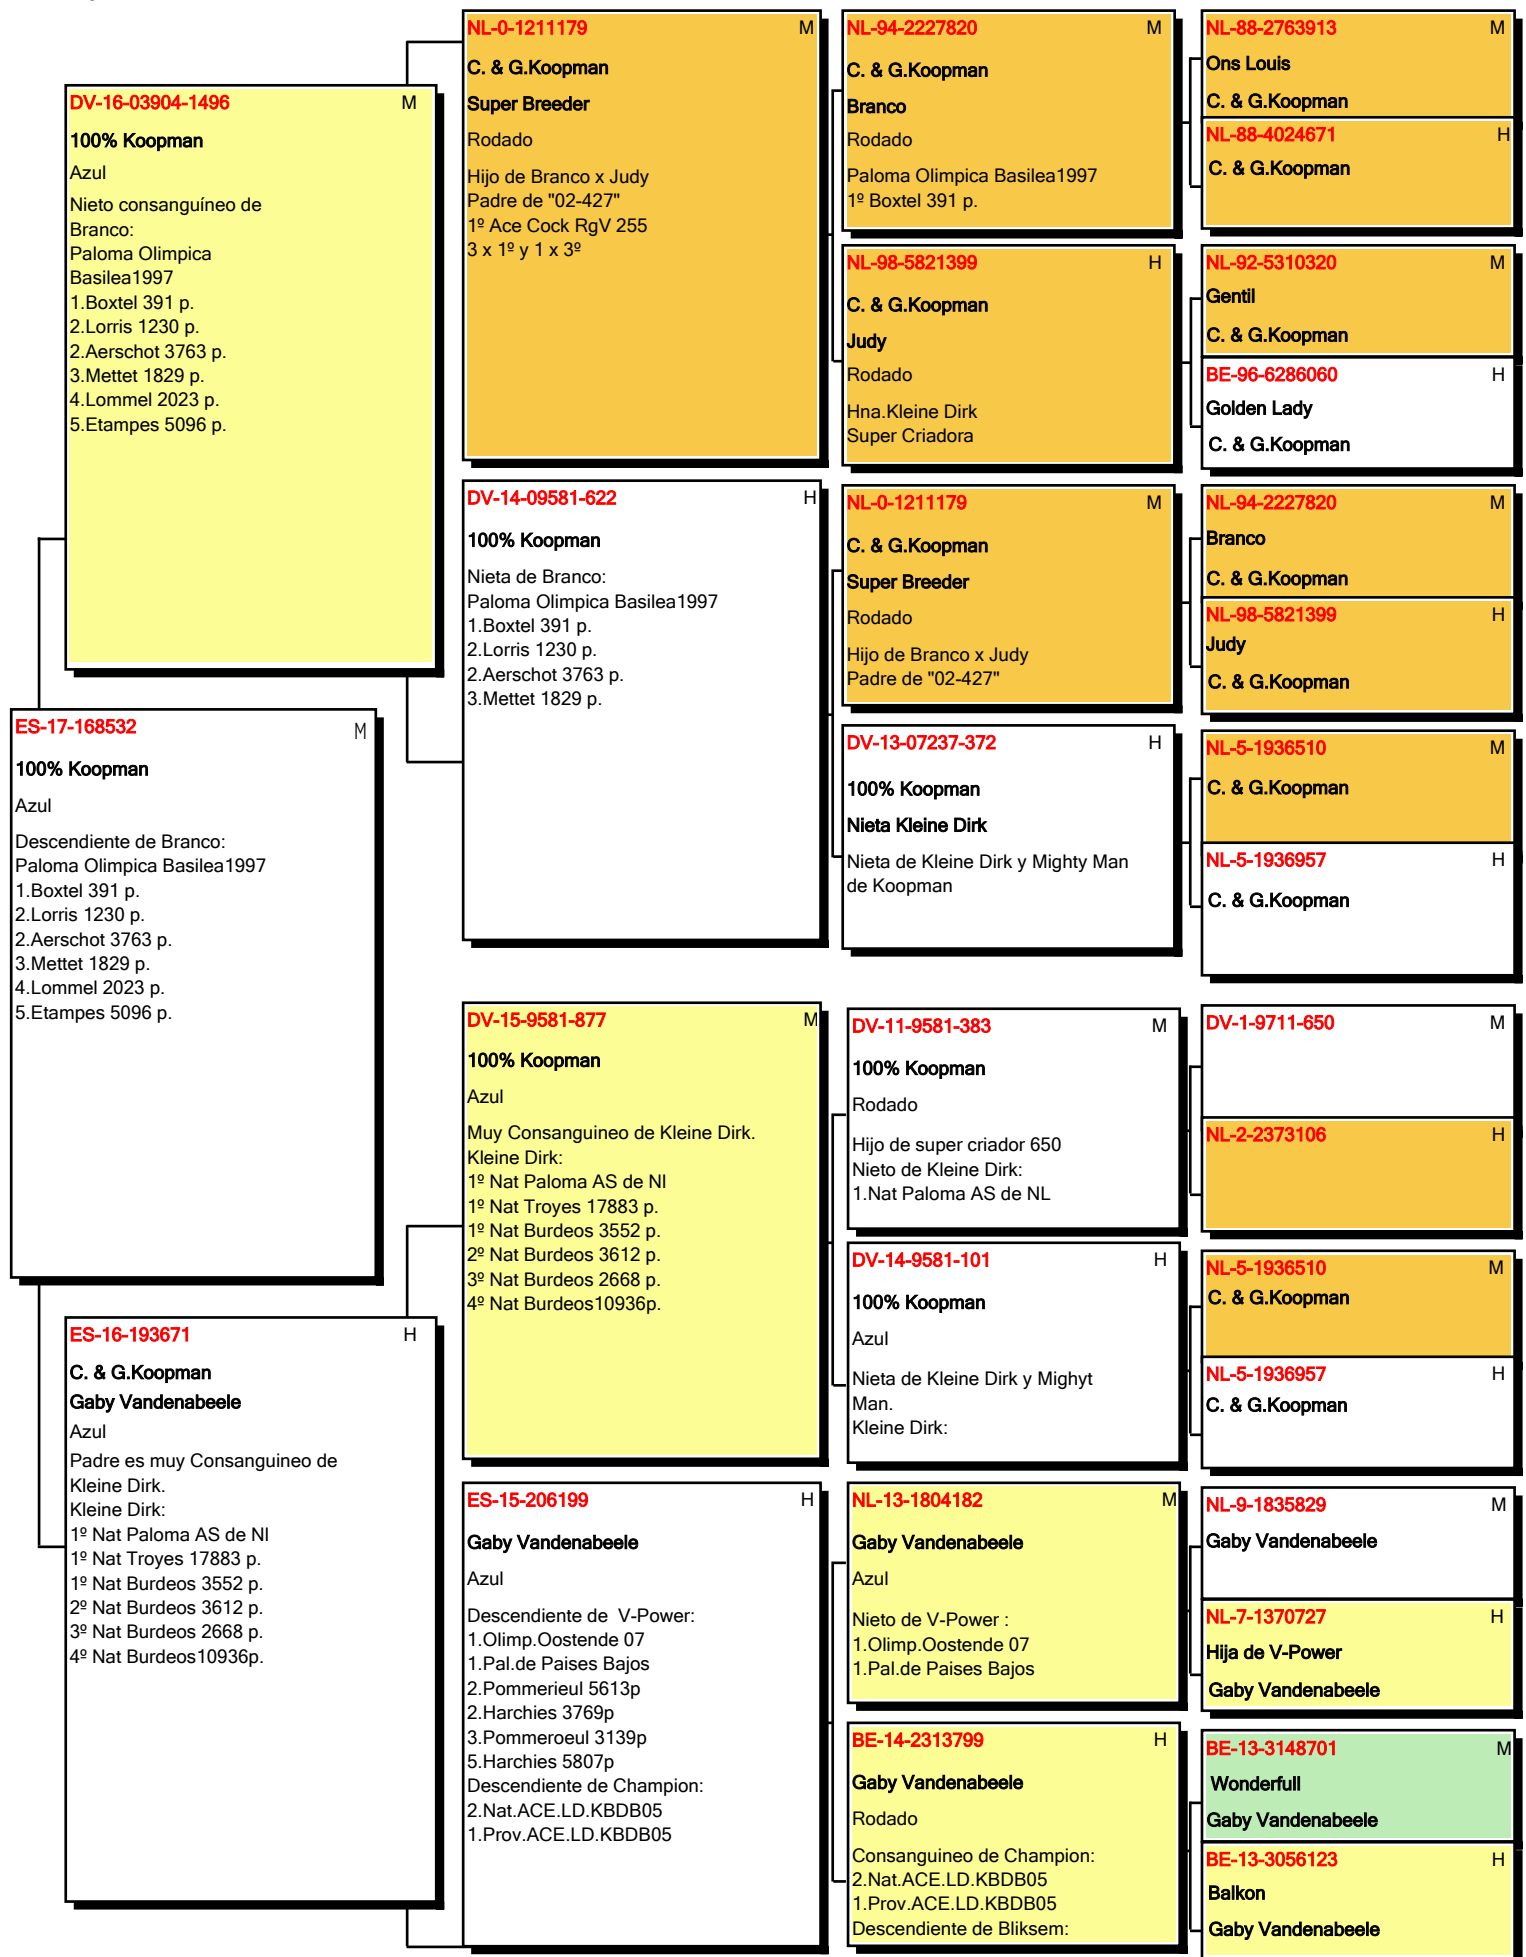 NL-0-1211179 M
C. & G.Koopman
Super Breeder
Rodado
Hijo de Branco x Judy
Padre de "02-427"
1º Ace Cock RgV 255
3 x 1º y 1 x 3º
NL-94-2227820 M
C. & G.Koopman
Branco
Rodado
Paloma Olimpica Basilea1997
1º Boxtel 391 p.
NL-88-2763913 M
Ons Louis
C. & G.Koopman
NL-88-4024671 H
C. & G.Koopman
DV-16-03904-1496 M
100% Koopman
Azul
Nieto consanguíneo de
Branco:
Paloma Olimpica
Basilea1997
1.Boxtel 391 p.
2.Lorris 1230 p.
2.Aerschot 3763 p.
3.Mettet 1829 p.
4.Lommel 2023 p.
5.Etampes 5096 p.
NL-98-5821399 H
C. & G.Koopman
Judy
Rodado
Hna.Kleine Dirk
Super Criadora
NL-92-5310320 M
Gentil
C. & G.Koopman
BE-96-6286060 H
Golden Lady
C. & G.Koopman
DV-14-09581-622 H
100% Koopman
Nieta de Branco:
Paloma Olimpica Basilea1997
1.Boxtel 391 p.
2.Lorris 1230 p.
2.Aerschot 3763 p.
3.Mettet 1829 p.
NL-0-1211179 M
C. & G.Koopman
Super Breeder
Rodado
Hijo de Branco x Judy
Padre de "02-427"
NL-94-2227820 M
Branco
C. & G.Koopman
NL-98-5821399 H
Judy
C. & G.Koopman
ES-17-168532 M
100% Koopman
Azul
Descendiente de Branco:
Paloma Olimpica Basilea1997
1.Boxtel 391 p.
2.Lorris 1230 p.
2.Aerschot 3763 p.
3.Mettet 1829 p.
4.Lommel 2023 p.
5.Etampes 5096 p.
DV-13-07237-372 H
100% Koopman
Nieta Kleine Dirk
Nieta de Kleine Dirk y Mighty Man
de Koopman
NL-5-1936510 M
C. & G.Koopman
NL-5-1936957 H
C. & G.Koopman
DV-15-9581-877 M
100% Koopman
Azul
Muy Consanguineo de Kleine Dirk.
Kleine Dirk:
1º Nat Paloma AS de Nl
1º Nat Troyes 17883 p.
1º Nat Burdeos 3552 p.
2º Nat Burdeos 3612 p.
3º Nat Burdeos 2668 p.
4º Nat Burdeos10936p.
DV-11-9581-383 M
100% Koopman
Rodado
Hijo de super criador 650
Nieto de Kleine Dirk:
1.Nat Paloma AS de NL
DV-1-9711-650 M
NL-2-2373106 H
DV-14-9581-101 H
100% Koopman
Azul
Nieta de Kleine Dirk y Mighyt
Man.
Kleine Dirk:
NL-5-1936510 M
C. & G.Koopman
NL-5-1936957 H
C. & G.Koopman
ES-16-193671 H
C. & G.Koopman
Gaby Vandenabeele
Azul
Padre es muy Consanguineo de
Kleine Dirk.
Kleine Dirk:
1º Nat Paloma AS de Nl
1º Nat Troyes 17883 p.
1º Nat Burdeos 3552 p.
2º Nat Burdeos 3612 p.
3º Nat Burdeos 2668 p.
4º Nat Burdeos10936p.
ES-15-206199 H
Gaby Vandenabeele
Azul
Descendiente de V-Power:
1.Olimp.Oostende 07
1.Pal.de Paises Bajos
2.Pommerieul 5613p
2.Harchies 3769p
3.Pommeroeul 3139p
5.Harchies 5807p
Descendiente de Champion:
2.Nat.ACE.LD.KBDB05
1.Prov.ACE.LD.KBDB05
NL-13-1804182 M
Gaby Vandenabeele
Azul
Nieto de V-Power :
1.Olimp.Oostende 07
1.Pal.de Paises Bajos
NL-9-1835829 M
Gaby Vandenabeele
NL-7-1370727 H
Hija de V-Power
Gaby Vandenabeele
BE-14-2313799 H
Gaby Vandenabeele
Rodado
Consanguineo de Champion:
2.Nat.ACE.LD.KBDB05
1.Prov.ACE.LD.KBDB05
Descendiente de Bliksem:
BE-13-3148701 M
Wonderfull
Gaby Vandenabeele
BE-13-3056123 H
Balkon
Gaby Vandenabeele